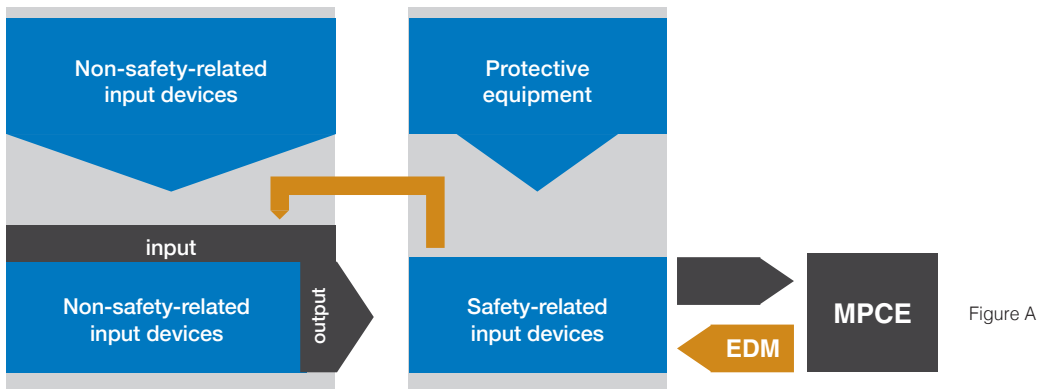 Non-safety-related
input devices
Protective
equipment
input
Non-safety-related
input devices
output
Safety-related
input devices
EDM
MPCE
Figure A